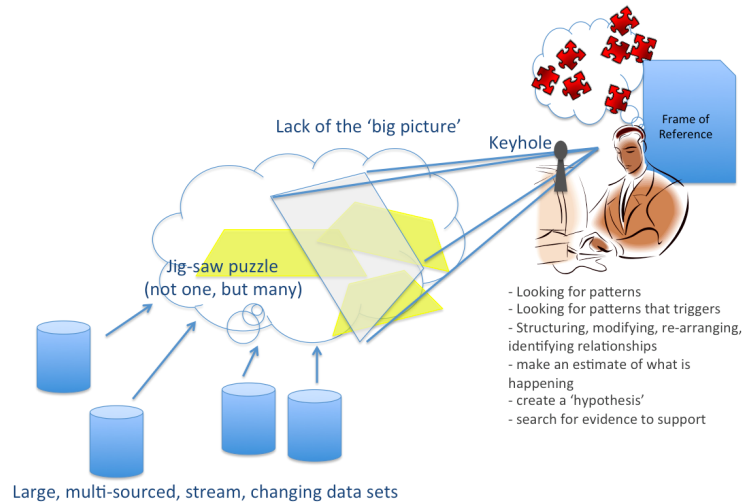 Frame of
Reference
Lack of the ‘big picture’
Keyhole
Jig-saw puzzle
(not one, but many)
- Looking for patterns
- Looking for patterns that triggers
- Structuring, modifying, re-arranging,
identifying relationships
- make an estimate of what is
happening
- create a ‘hypothesis’
- search for evidence to support
Large, multi-sourced, stream, changing data sets